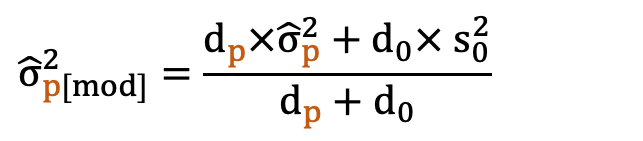 σ̂²ₚ[mod] = (dₚ×σ̂²ₚ + d₀× s²₀) / (dₚ + d₀)